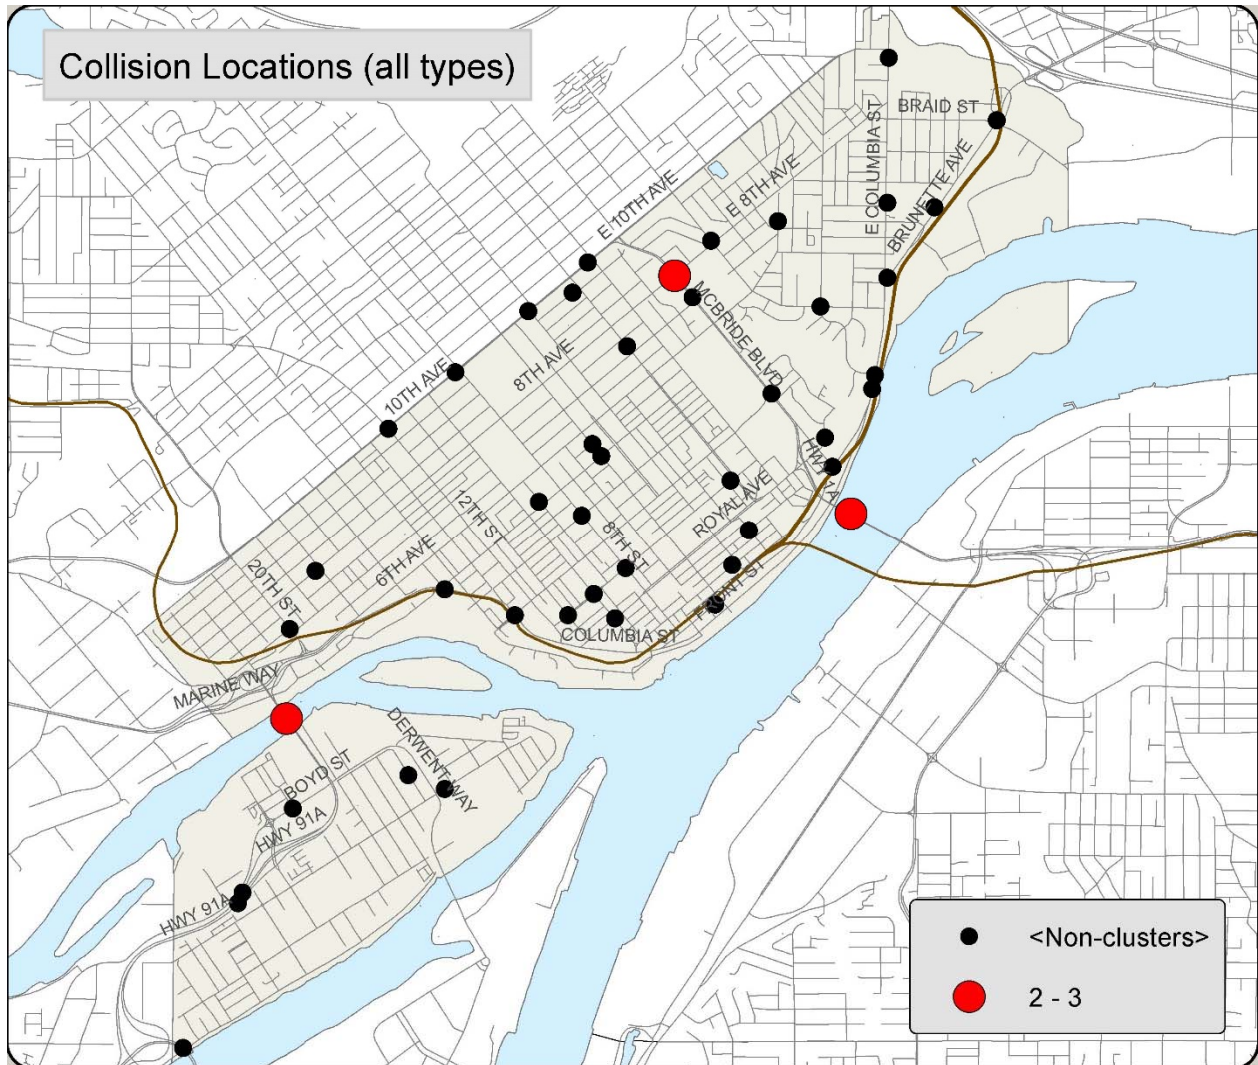 Collision Locations (all types)
BRAID ST
E COLUMBIA ST
BRUNETTE AVE
E 8TH AVE
E 10TH AVE
MCBRIDE BLVD
8TH AVE
10TH AVE
HWY 1A
ROYAL AVE
12TH ST
8TH ST
6TH AVE
20TH ST
FRONT ST
COLUMBIA ST
MARINE WAY
DERWENT WAY
BOYD ST
HWY 91A
HWY 91A
<Non-clusters>
2 - 3